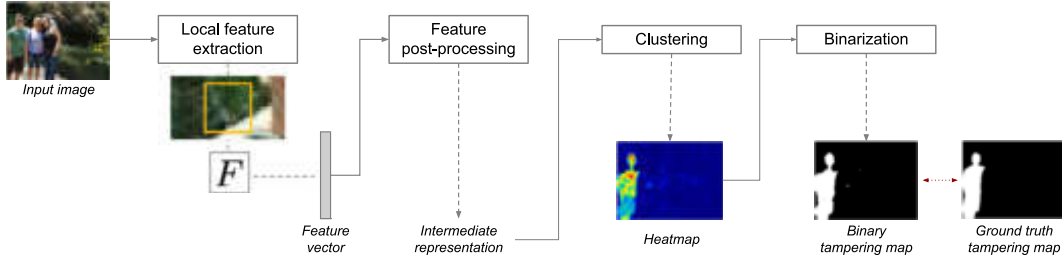 Local feature
extraction
Feature
post-processing
Clustering
Binarization
Input image
F
Feature
vector
Intermediate
representation
Heatmap
Binary
tampering map
Ground truth
tampering map